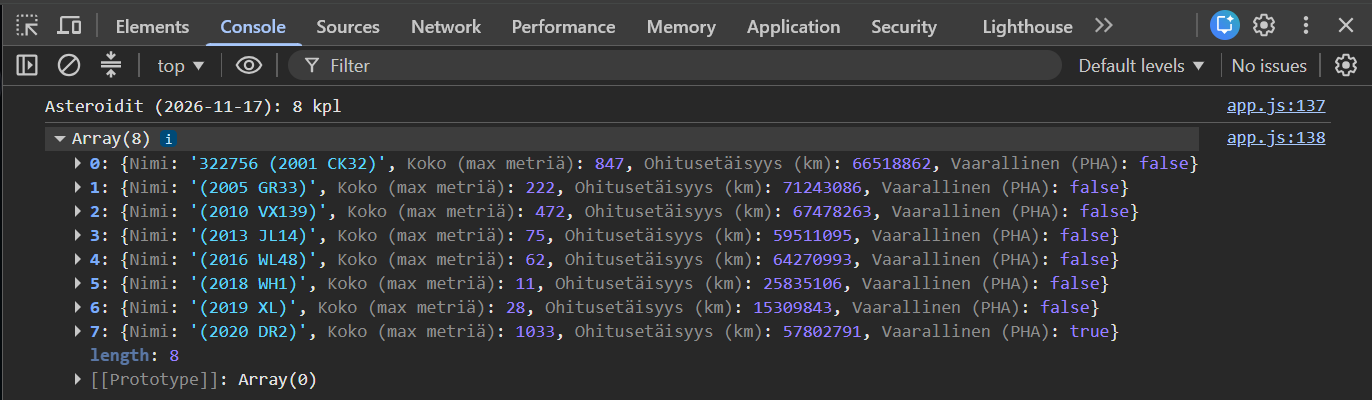 Elements Console Sources Network Performance Memory Application Security Lighthouse
top Filter Default levels No issues
Asteroidit (2026-11-17): 8 kpl app.js:137
Array(8) i app.js:138
0: {Nimi: '322756 (2001 CK32)', Koko (max metriä): 847, Ohitusetäisyys (km): 66518862, Vaarallinen (PHA): false}
1: {Nimi: '(2005 GR33)', Koko (max metriä): 222, Ohitusetäisyys (km): 71243086, Vaarallinen (PHA): false}
2: {Nimi: '(2010 VX139)', Koko (max metriä): 472, Ohitusetäisyys (km): 67478263, Vaarallinen (PHA): false}
3: {Nimi: '(2013 JL14)', Koko (max metriä): 75, Ohitusetäisyys (km): 59511095, Vaarallinen (PHA): false}
4: {Nimi: '(2016 WL48)', Koko (max metriä): 62, Ohitusetäisyys (km): 64270993, Vaarallinen (PHA): false}
5: {Nimi: '(2018 WH1)', Koko (max metriä): 11, Ohitusetäisyys (km): 25835106, Vaarallinen (PHA): false}
6: {Nimi: '(2019 XL)', Koko (max metriä): 28, Ohitusetäisyys (km): 15309843, Vaarallinen (PHA): false}
7: {Nimi: '(2020 DR2)', Koko (max metriä): 1033, Ohitusetäisyys (km): 57802791, Vaarallinen (PHA): true}
length: 8
[[Prototype]]: Array(0)